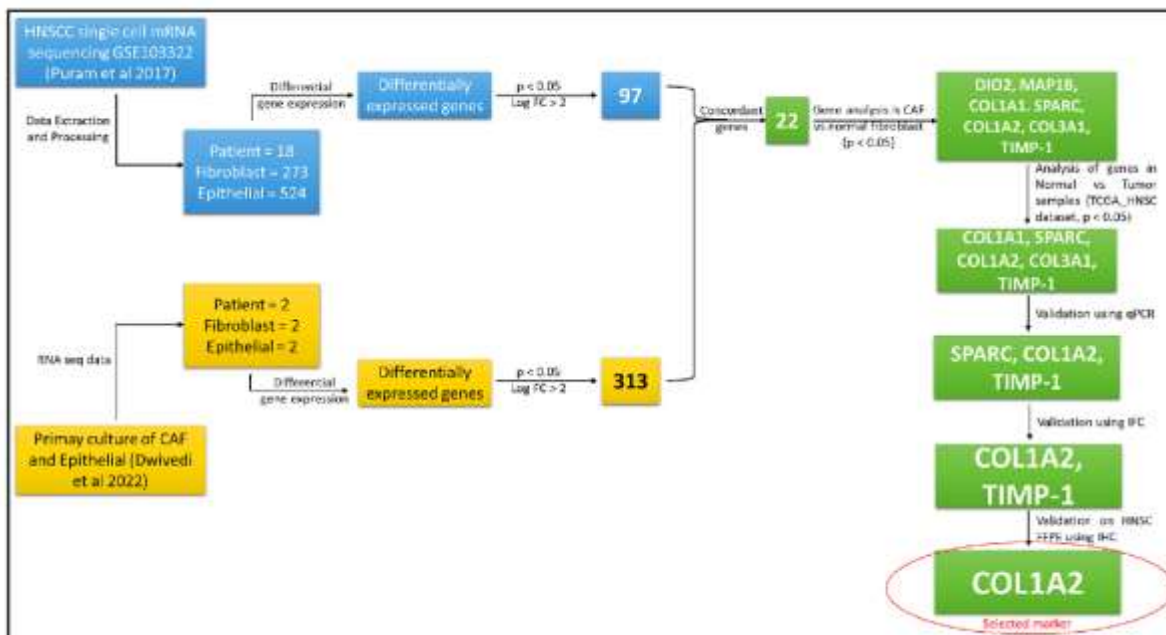 HNSCC single cell mRNA
sequencing GSE103322
(Puram et al 2017)
Data Extraction
and Processing
Patient = 18
Fibroblast = 273
Epithelial = 524
Differential
gene expression
Differentially
expressed genes
p < 0.05
Log FC > 2
97
Patient = 2
Fibroblast = 2
Epithelial = 2
RNA seq data
Primay culture of CAF
and Epithelial (Dwivedi
et al 2022)
Differential
gene expression
Differentially
expressed genes
p < 0.05
Log FC > 2
313
Concordant
genes
22
Gene analysis is CAF
vs normal fibroblast
(p < 0.05)
DIO2, MAP1B,
COL1A1. SPARC,
COL1A2, COL3A1,
TIMP-1
Analysis of genes in
Normal vs Tumor
samples (TCGA_HNSC
dataset, p < 0.05)
COL1A1, SPARC,
COL1A2, COL3A1,
TIMP-1
Validation using qPCR
SPARC, COL1A2,
TIMP-1
Validation using IFC
COL1A2,
TIMP-1
Validation on HNSC
FFPE using IHC
COL1A2
Selected marker